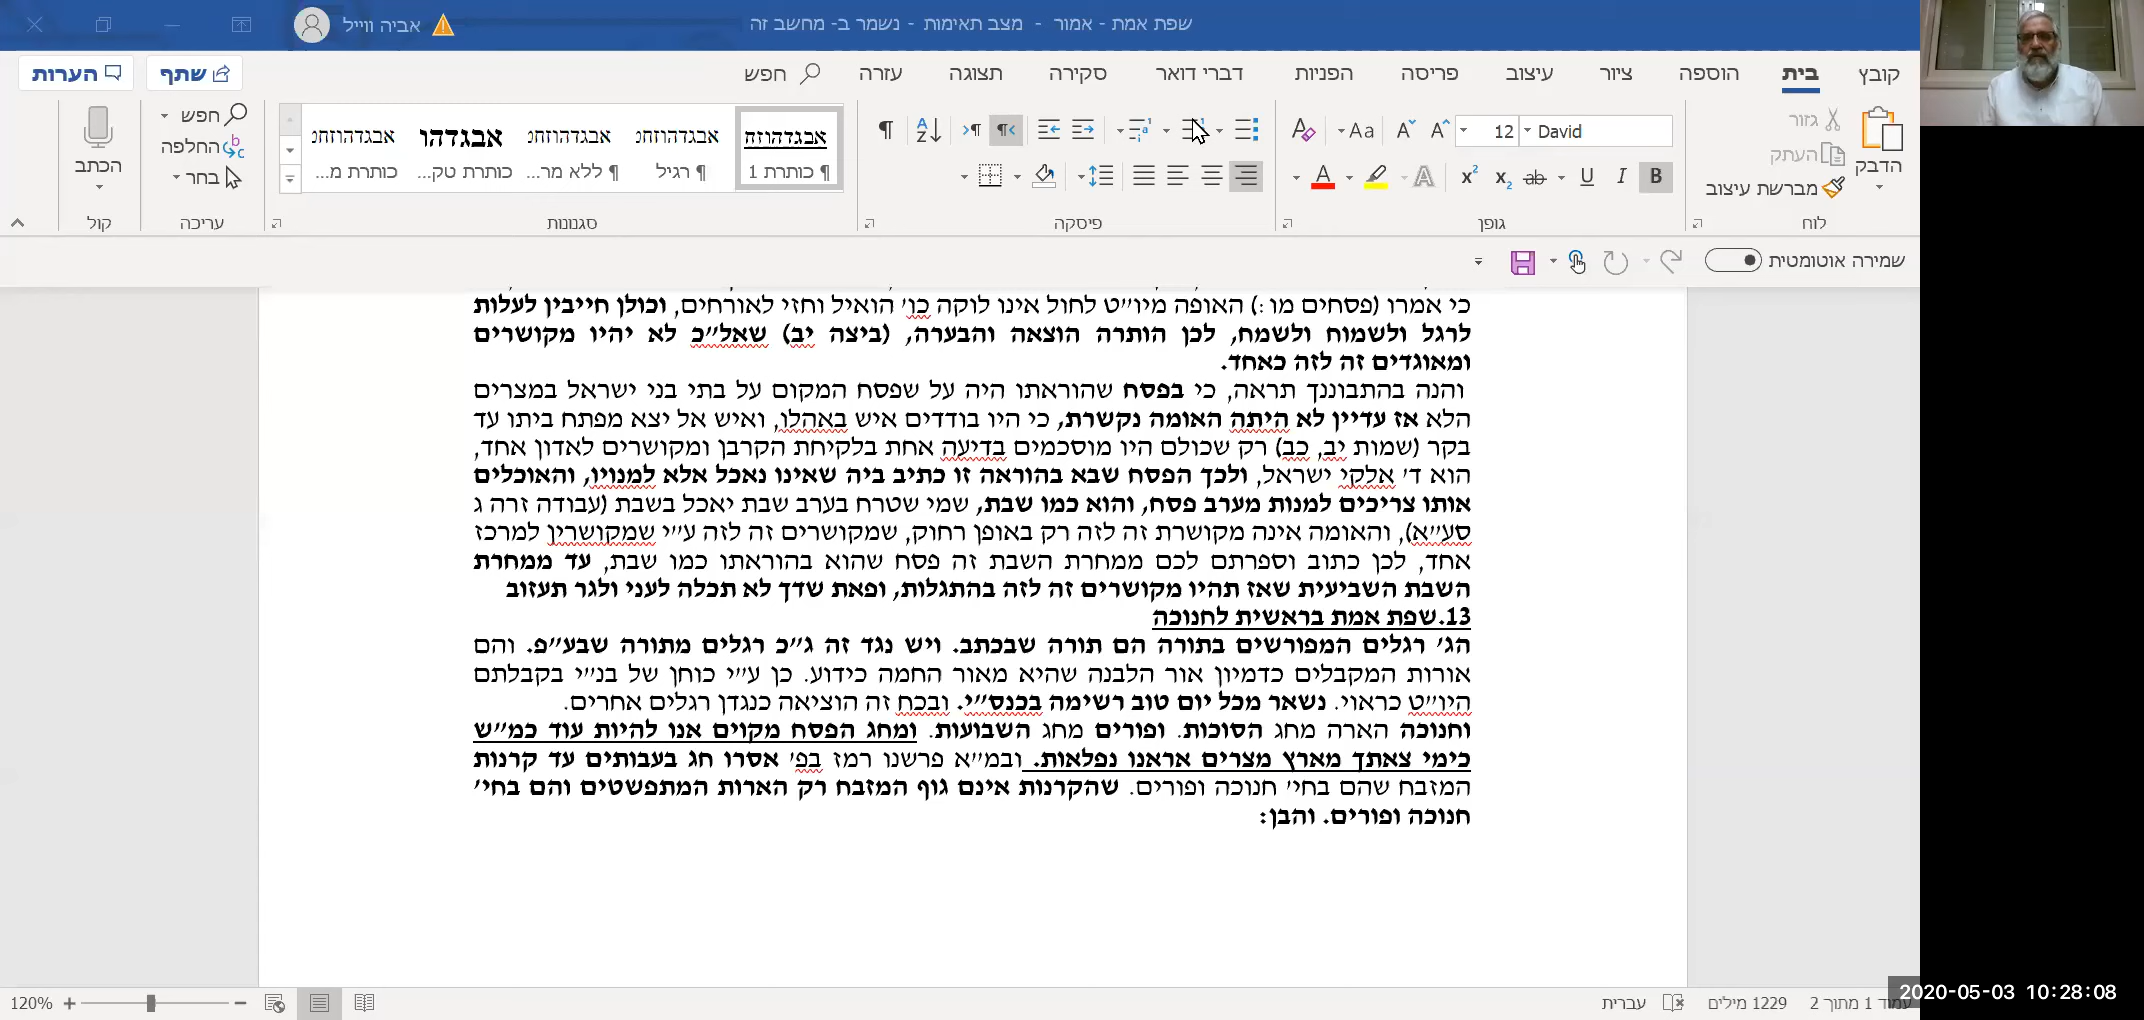 שפת אמת - אמור - מצב תאימות - נשמר ב- מחשב זה
אביה ווייל
קובץ בית הוספה ציור עיצוב פריסה הפניות דברי דואר סקירה תצוגה עזרה חפש
שתף הערות
הדבק גזור העתק מברשת עיצוב
David 12
אבגדהוזח אבגדהוזחנ אבגדהוזחנ אבגדהו אבגדהוזחנ
¶ כותרת 1 ¶ רגיל ¶ ללא מר... כותרת טק... כותרת מ...
חפש
החלפה
בחר
הכתב
לוח גופן פיסקה סגנונות עריכה קול
שמירה אוטומטית
כי אמרו (פסחים מו:) האופה מיו״ט לחול אינו לוקה כו׳ הואיל וחזי לאורחים, וכולן חייבין לעלות
לרגל ולשמוח ולשמח, לכן הותרה הוצאה והבערה, (ביצה יב) שאל״כ לא יהיו מקושרים
ומאוגדים זה לזה כאחד.
והנה בהתבוננך תראה, כי בפסח שהוראתו היה על שפסח המקום על בתי בני ישראל במצרים
הלא אז עדיין לא היתה האומה נקשרת, כי היו בודדים איש באהלו, ואיש אל יצא מפתח ביתו עד
בקר (שמות יב, כב) רק שכולם היו מוסכמים בדיעה אחת בלקיחת הקרבן ומקושרים לאדון אחד,
הוא ד׳ אלקי ישראל, ולכך הפסח שבא בהוראה זו כתיב ביה שאינו נאכל אלא למנויו, והאוכלים
אותו צריכים למנות מערב פסח, והוא כמו שבת, שמי שטרח בערב שבת יאכל בשבת (עבודה זרה ג
סע״א), והאומה אינה מקושרת זה לזה רק באופן רחוק, שמקושרים זה לזה ע״י שמקושרין למרכז
אחד, לכן כתוב וספרתם לכם ממחרת השבת זה פסח שהוא בהוראתו כמו שבת, עד ממחרת
השבת השביעית שאז תהיו מקושרים זה לזה בהתגלות, ופאת שדך לא תכלה לעני ולגר תעזוב
13.שפת אמת בראשית לחנוכה
הג׳ רגלים המפורשים בתורה הם תורה שבכתב. ויש נגד זה ג״כ רגלים מתורה שבע״פ. והם
אורות המקבלים כדמיון אור הלבנה שהיא מאור החמה כידוע. כן ע״י כוחן של בנ״י בקבלתם
היו״ט כראוי. נשאר מכל יום טוב רשימה בכנס״י. ובכח זה הוציאה כנגדן רגלים אחרים.
וחנוכה הארה מחג הסוכות. ופורים מחג השבועות. ומחג הפסח מקוים אנו להיות עוד כמ״ש
כימי צאתך מארץ מצרים אראנו נפלאות. ובמ״א פרשנו רמז בפ׳ אסרו חג בעבותים עד קרנות
המזבח שהם בחי׳ חנוכה ופורים. שהקרנות אינם גוף המזבח רק הארות המתפשטים והם בחי׳
חנוכה ופורים. והבן:
עמוד 1 מתוך 2 1229 מילים עברית 120%
2020-05-03 10:28:08